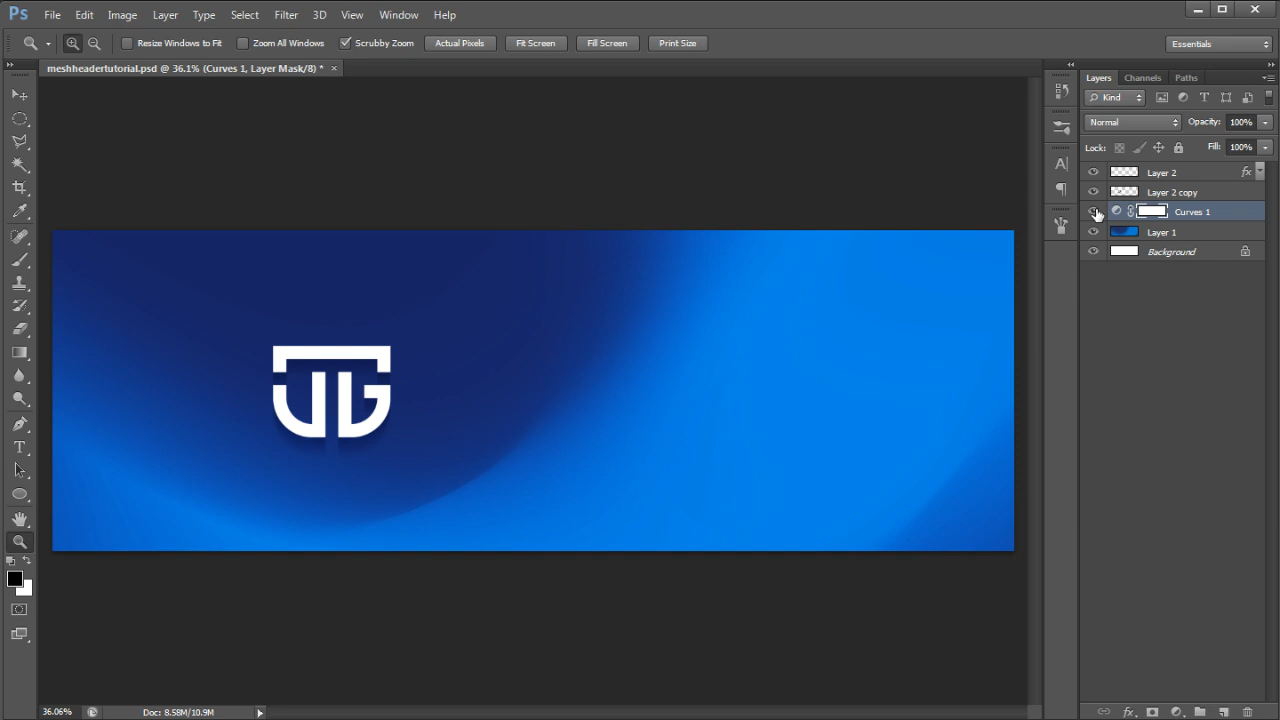 Ps File Edit Image Layer Type Select Filter 3D View Window Help
Resize Windows to Fit Zoom All Windows Scrubby Zoom Actual Pixels Fit Screen Fill Screen Print Size Essentials
meshheadertutorial.psd @ 36.1% (Curves 1, Layer Mask/8) * ×
Layers Channels Paths
Kind T
Normal Opacity: 100%
Lock: Fill: 100%
Layer 2 fx
Layer 2 copy
Curves 1
Layer 1
Background
A
T
36.06% Doc: 8.58M/10.9M fx